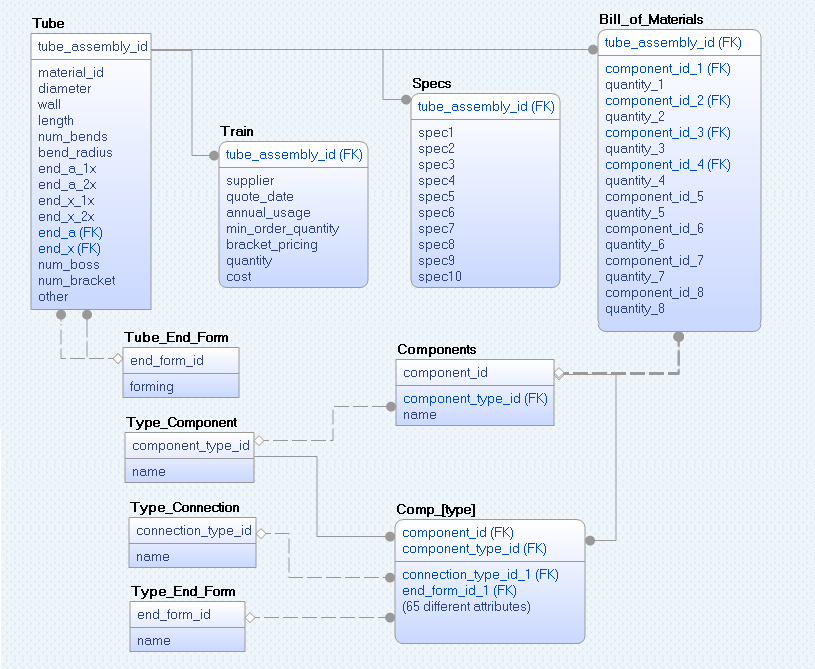 Tube
tube_assembly_id
material_id
diameter
wall
length
num_bends
bend_radius
end_a_1x
end_a_2x
end_x_1x
end_x_2x
end_a (FK)
end_x (FK)
num_boss
num_bracket
other
Train
tube_assembly_id (FK)
supplier
quote_date
annual_usage
min_order_quantity
bracket_pricing
quantity
cost
Specs
tube_assembly_id (FK)
spec1
spec2
spec3
spec4
spec5
spec6
spec7
spec8
spec9
spec10
Bill_of_Materials
tube_assembly_id (FK)
component_id_1 (FK)
quantity_1
component_id_2 (FK)
quantity_2
component_id_3 (FK)
quantity_3
component_id_4 (FK)
quantity_4
component_id_5
quantity_5
component_id_6
quantity_6
component_id_7
quantity_7
component_id_8
quantity_8
Tube_End_Form
end_form_id
forming
Components
component_id
component_type_id (FK)
name
Type_Component
component_type_id
name
Type_Connection
connection_type_id
name
Comp_[type]
component_id (FK)
component_type_id (FK)
connection_type_id_1 (FK)
end_form_id_1 (FK)
(65 different attributes)
Type_End_Form
end_form_id
name